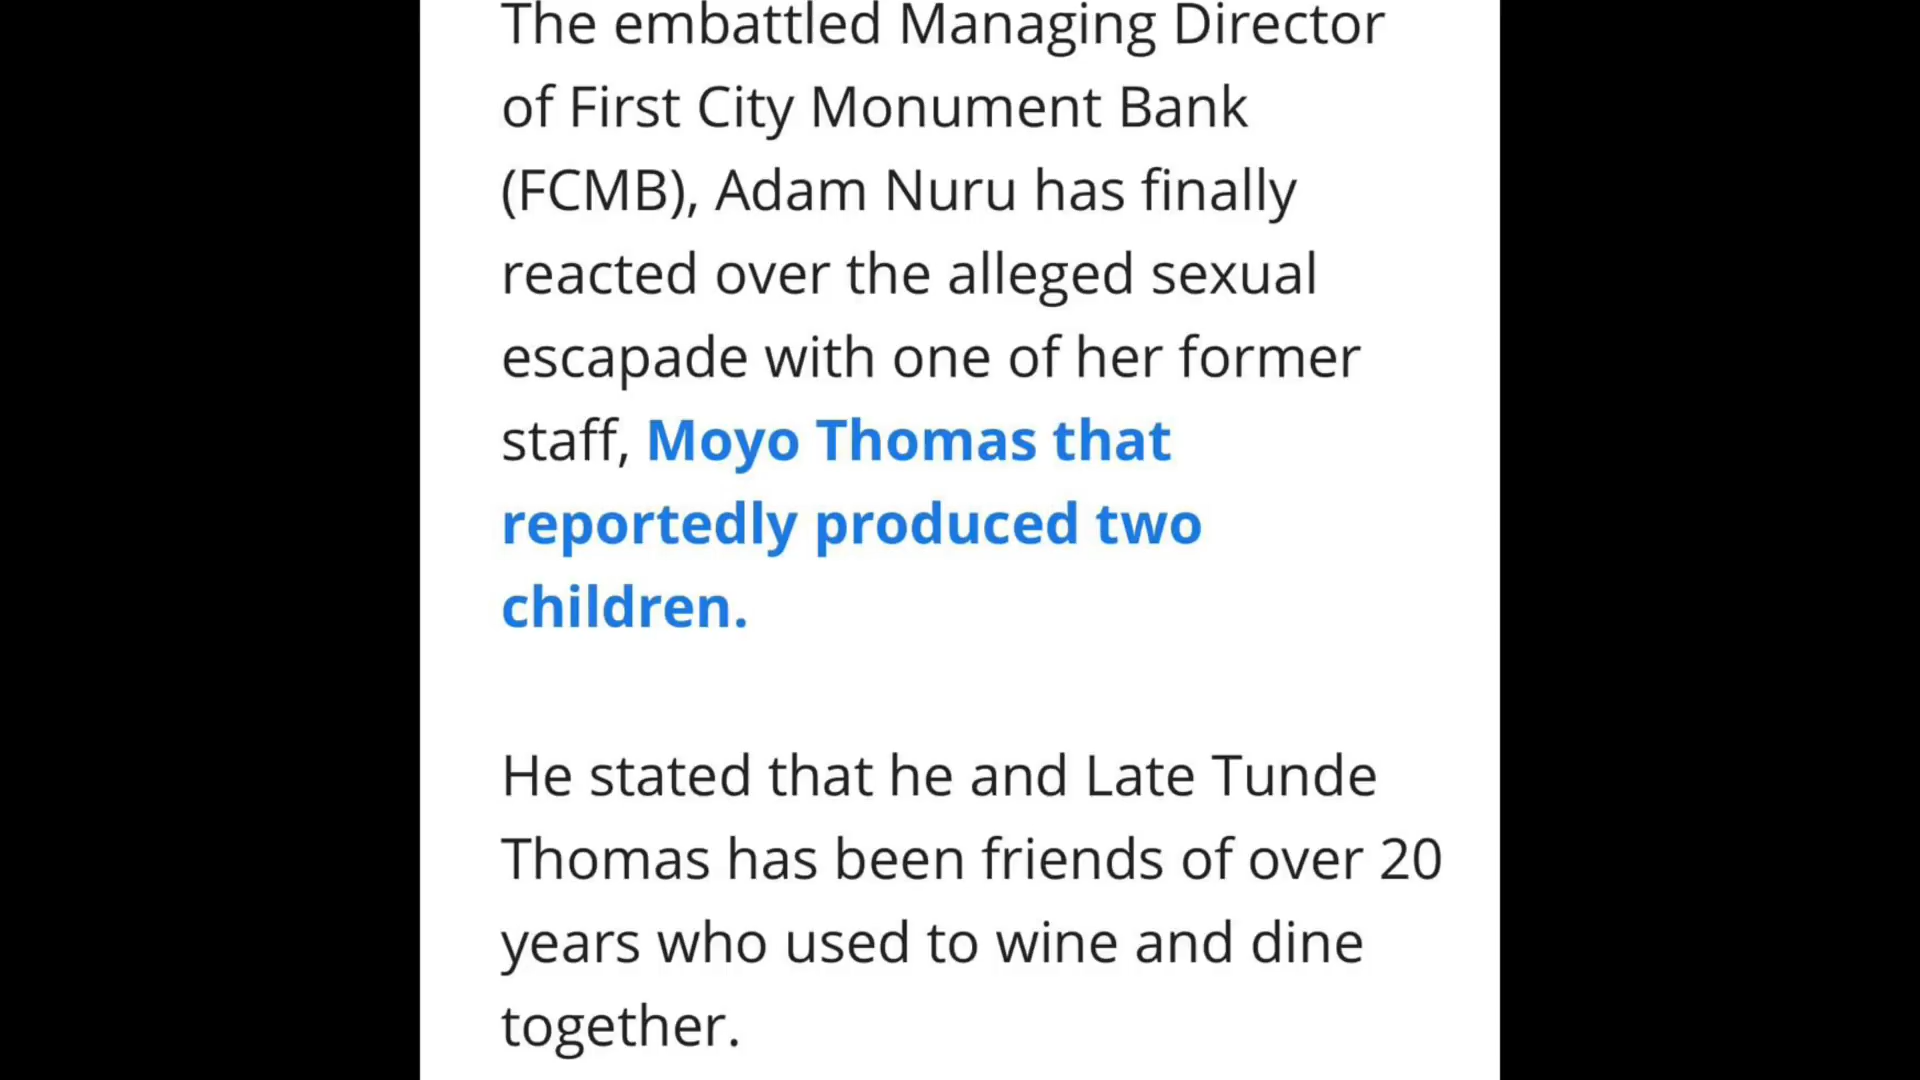 The embattled Managing Director
of First City Monument Bank
(FCMB), Adam Nuru has finally
reacted over the alleged sexual
escapade with one of her former
staff, Moyo Thomas that
reportedly produced two
children.
He stated that he and Late Tunde
Thomas has been friends of over 20
years who used to wine and dine
together.